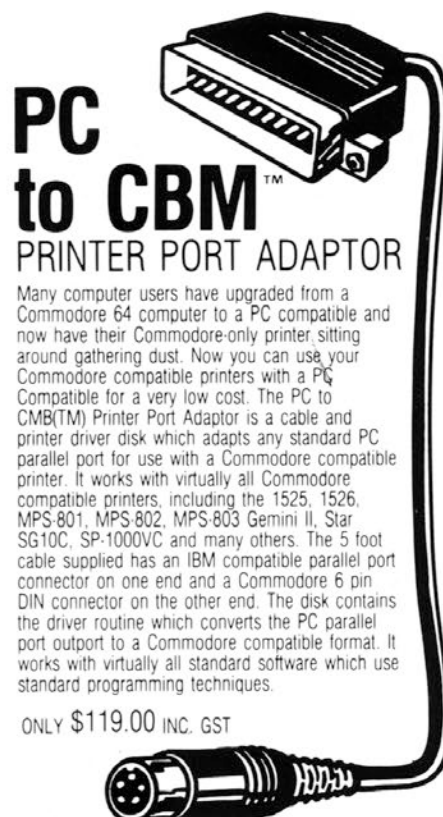 PC
to CBM™
PRINTER PORT ADAPTOR
Many computer users have upgraded from a
Commodore 64 computer to a PC compatible and
now have their Commodore-only printer sitting
around gathering dust. Now you can use your
Commodore compatible printers with a PC
Compatible for a very low cost. The PC to
CMB(TM) Printer Port Adaptor is a cable and
printer driver disk which adapts any standard PC
parallel port for use with a Commodore compatible
printer. It works with virtually all Commodore
compatible printers, including the 1525, 1526,
MPS-801, MPS-802, MPS-803 Gemini II, Star
SG10C, SP-1000VC and many others. The 5 foot
cable supplied has an IBM compatible parallel port
connector on one end and a Commodore 6 pin
DIN connector on the other end. The disk contains
the driver routine which converts the PC parallel
port outport to a Commodore compatible format. It
works with virtually all standard software which use
standard programming techniques.
ONLY $119.00 INC. GST